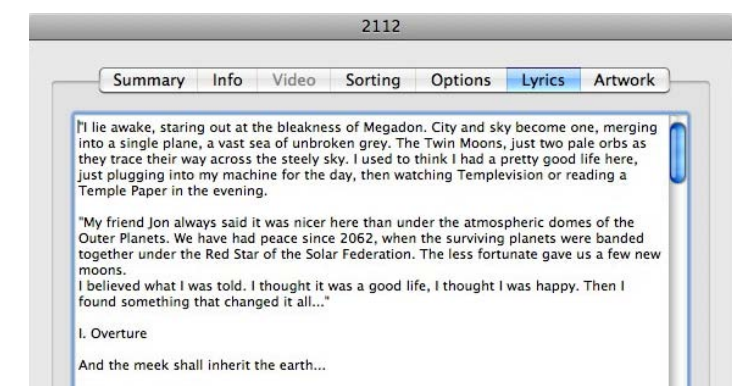 2112
Summary Info Video Sorting Options Lyrics Artwork
"I lie awake, staring out at the bleakness of Megadon. City and sky become one, merging
into a single plane, a vast sea of unbroken grey. The Twin Moons, just two pale orbs as
they trace their way across the steely sky. I used to think I had a pretty good life here,
just plugging into my machine for the day, then watching Templevision or reading a
Temple Paper in the evening.
"My friend Jon always said it was nicer here than under the atmospheric domes of the
Outer Planets. We have had peace since 2062, when the surviving planets were banded
together under the Red Star of the Solar Federation. The less fortunate gave us a few new
moons.
I believed what I was told. I thought it was a good life, I thought I was happy. Then I
found something that changed it all..."
I. Overture
And the meek shall inherit the earth...